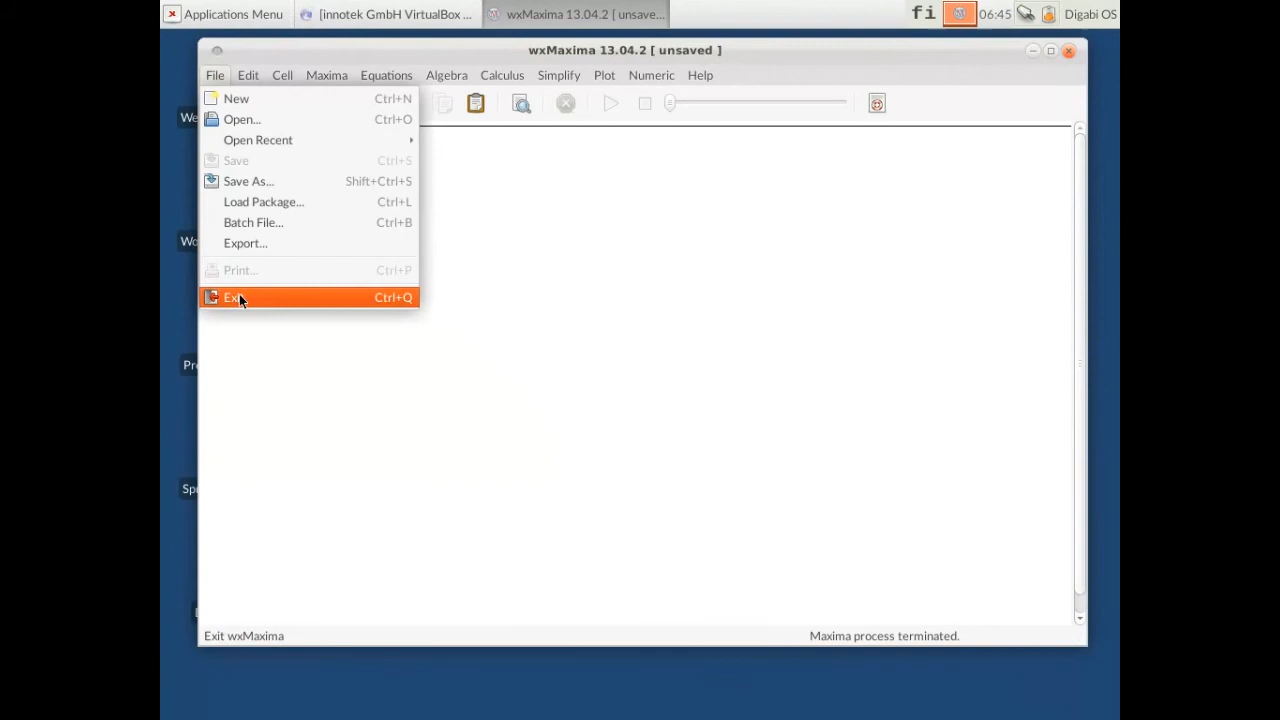 Applications Menu [innotek GmbH VirtualBox ... wxMaxima 13.04.2 [ unsave... fi 06:45 Digabi OS
wxMaxima 13.04.2 [ unsaved ]
File Edit Cell Maxima Equations Algebra Calculus Simplify Plot Numeric Help
New Ctrl+N
Open... Ctrl+O
Open Recent
Save Ctrl+S
Save As... Shift+Ctrl+S
Load Package... Ctrl+L
Batch File... Ctrl+B
Export...
Print... Ctrl+P
Ctrl+Q
Exit wxMaxima Maxima process terminated.